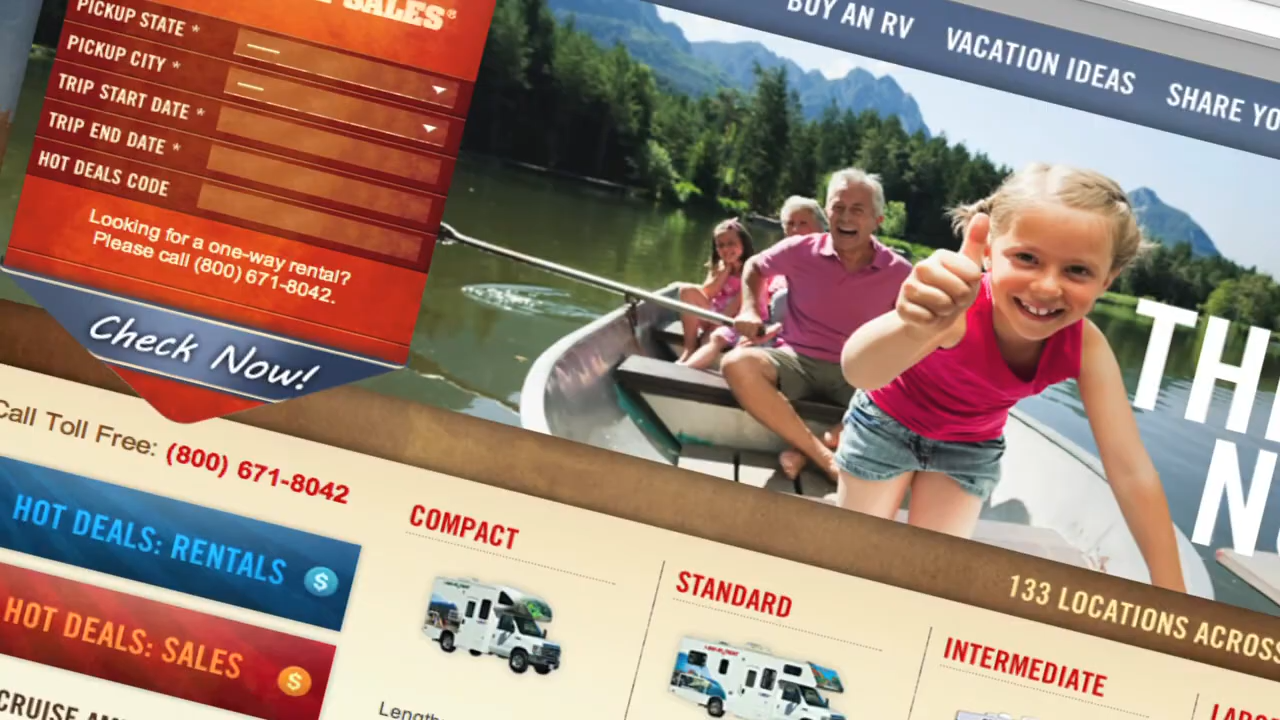 SALES®
PICKUP STATE *
PICKUP CITY *
TRIP START DATE *
TRIP END DATE *
HOT DEALS CODE
Looking for a one-way rental?
Please call (800) 671-8042.
Check Now!
Call Toll Free: (800) 671-8042
HOT DEALS: RENTALS
$
HOT DEALS: SALES
$
CRUISE
BUY AN RV
VACATION IDEAS
SHARE YO
TH
N
133 LOCATIONS ACROSS
COMPACT
Length
STANDARD
INTERMEDIATE